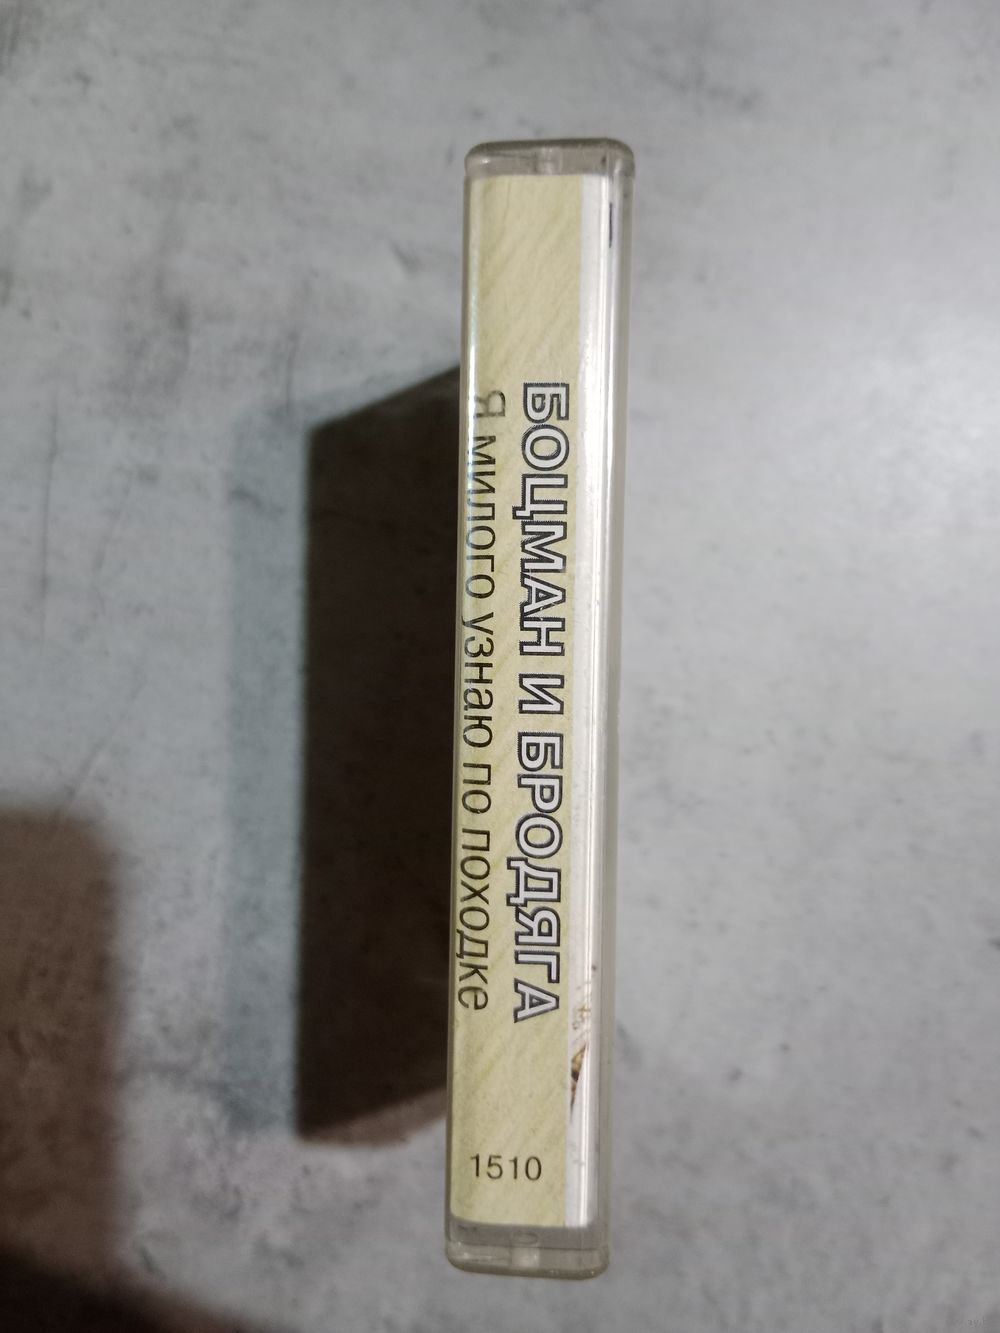 БОЦМАН И БРОДЯГА
Я милого узнаю по походке
1510